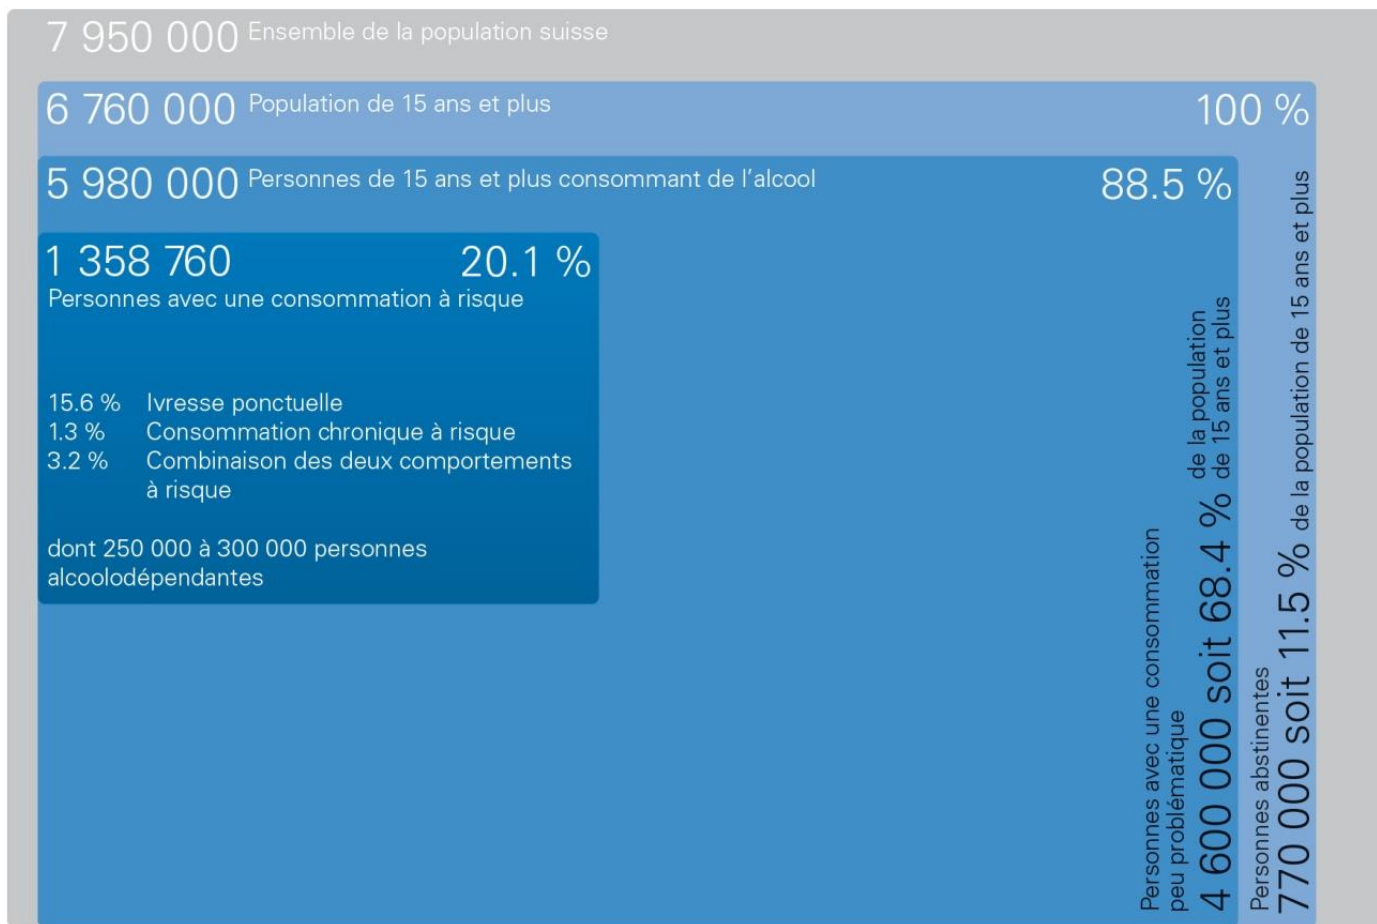 7 950 000 Ensemble de la population suisse
6 760 000 Population de 15 ans et plus 100 %
5 980 000 Personnes de 15 ans et plus consommant de l'alcool 88.5 %
1 358 760 20.1 %
Personnes avec une consommation à risque
15.6 % Ivresse ponctuelle
1.3 % Consommation chronique à risque
3.2 % Combinaison des deux comportements
à risque
dont 250 000 à 300 000 personnes
alcoolodépendantes
Personnes avec une consommation
peu problématique
4 600 000 soit 68.4 % de la population
de 15 ans et plus
Personnes abstinentes
770 000 soit 11.5 % de la population de 15 ans et plus